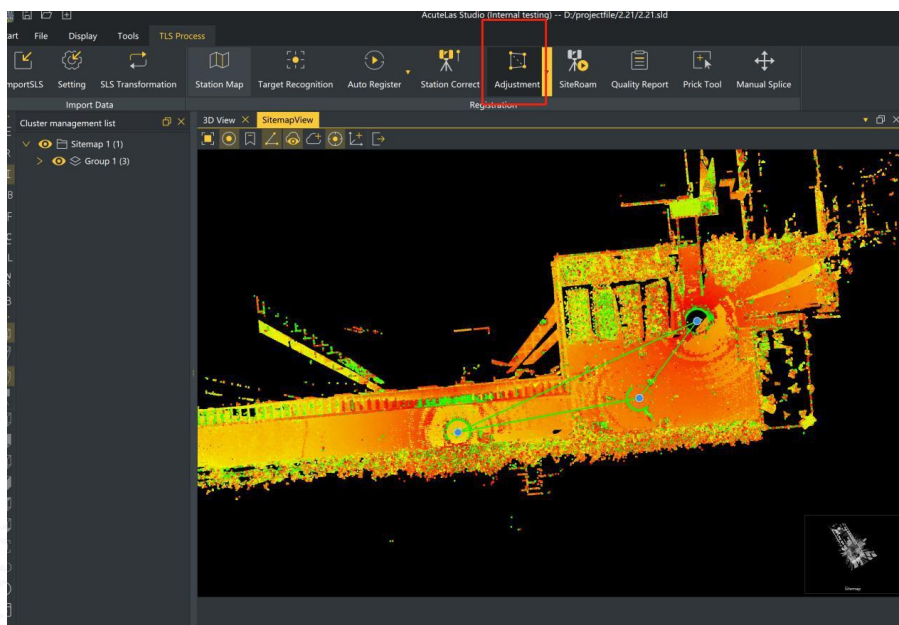 AcuteLas Studio (Internal testing) -- D:/projectfile/2.21/2.21.sld
File Display Tools TLS Process
Setting SLS Transformation Station Map Target Recognition Auto Register Station Correct Adjustment SiteRoam Quality Report Prick Tool Manual Splice
Import Data Registration
Cluster management list 3D View SitemapView
Sitemap 1 (1)
Group 1 (3)
Sitemap